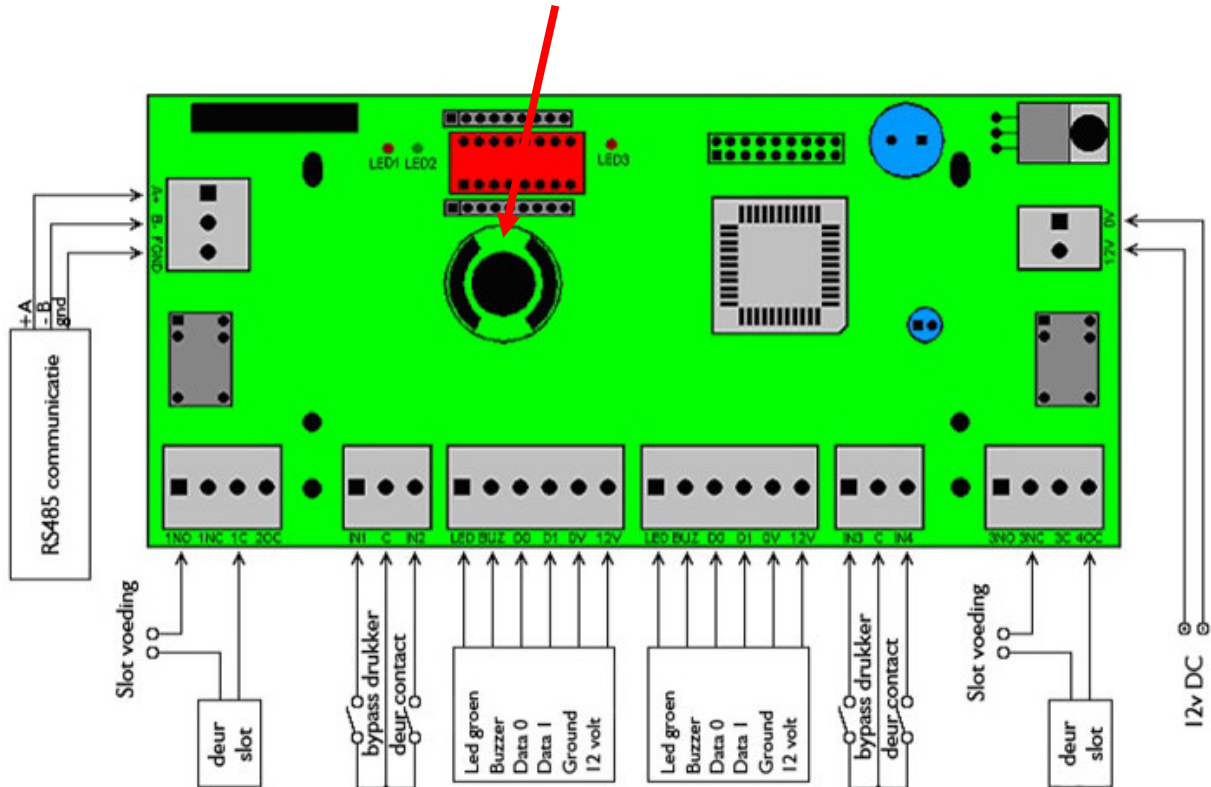 LED1 LED2
LED3
A+
B-
FGND
0V
12V
+A
- B
gnd
RS485 communicatie
1NO 1NC 1C 2OC
IN1 C IN2
LED BUZ D0 D1 0V 12V
LED BUZ D0 D1 0V 12V
IN3 C IN4
3NO 3NC 3C 4OC
Slot voeding
deur
slot
bypass drukker
deur contact
Led groen
Buzzer
Data 0
Data 1
Ground
12 volt
Led groen
Buzzer
Data 0
Data 1
Ground
12 volt
bypass drukker
deur contact
Slot voeding
deur
slot
12v DC